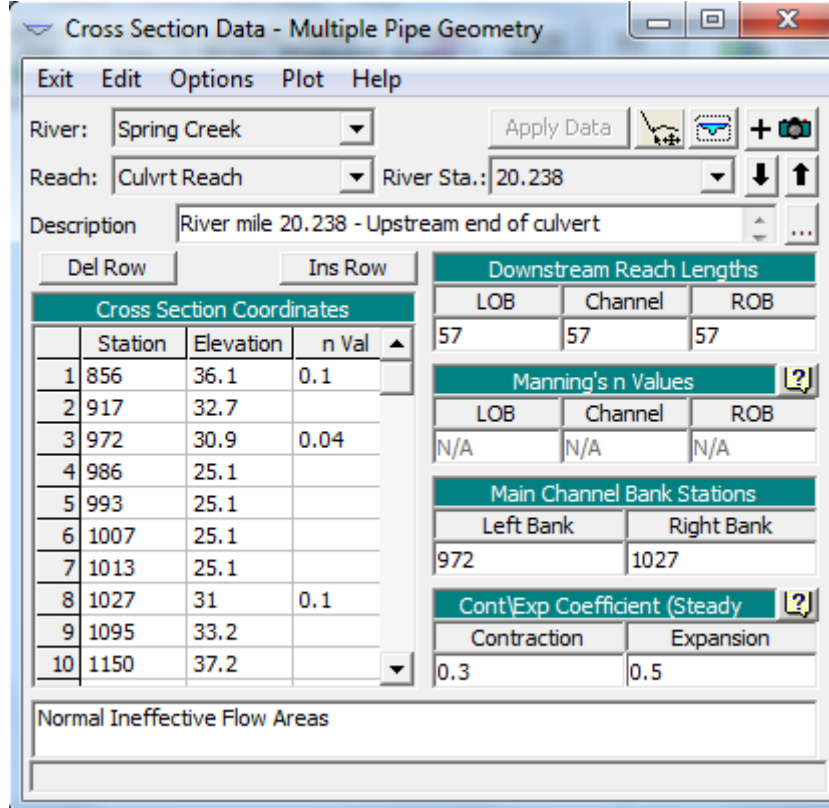 Cross Section Data - Multiple Pipe Geometry
Exit Edit Options Plot Help
River: Spring Creek Apply Data
Reach: Culvrt Reach River Sta.: 20.238
Description River mile 20.238 - Upstream end of culvert ...
Del Row Ins Row
Cross Section Coordinates
Station Elevation n Val
1 856 36.1 0.1
2 917 32.7
3 972 30.9 0.04
4 986 25.1
5 993 25.1
6 1007 25.1
7 1013 25.1
8 1027 31 0.1
9 1095 33.2
10 1150 37.2
Downstream Reach Lengths
LOB Channel ROB
57 57 57
Manning's n Values
LOB Channel ROB
N/A N/A N/A
Main Channel Bank Stations
Left Bank Right Bank
972 1027
Cont\Exp Coefficient (Steady
Contraction Expansion
0.3 0.5
Normal Ineffective Flow Areas